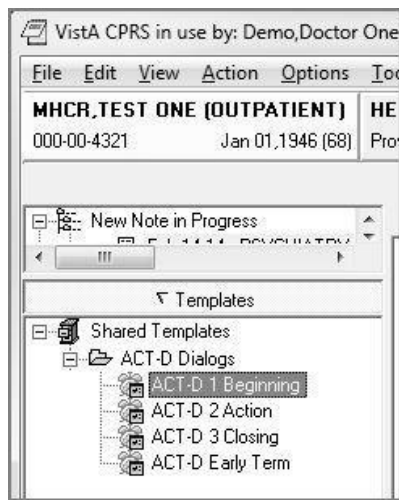 VistA CPRS in use by: Demo,Doctor One
File Edit View Action Options
MHCR,TEST ONE (OUTPATIENT) HE
000-00-4321 Jan 01,1946 (68)
New Note in Progress
Templates
Shared Templates
ACT-D Dialogs
ACT-D 1 Beginning
ACT-D 2 Action
ACT-D 3 Closing
ACT-D Early Term